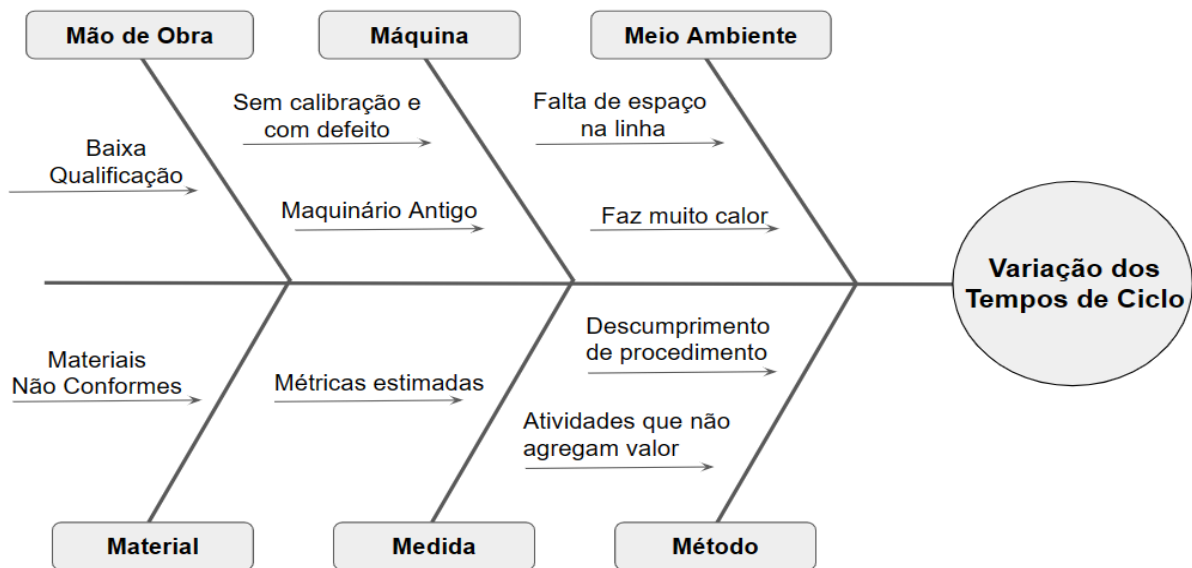 Mão de Obra
Máquina
Meio Ambiente
Sem calibração e
com defeito
Falta de espaço
na linha
Baixa
Qualificação
Maquinário Antigo
Faz muito calor
Variação dos
Tempos de Ciclo
Materiais
Não Conformes
Métricas estimadas
Descumprimento
de procedimento
Atividades que não
agregam valor
Material
Medida
Método